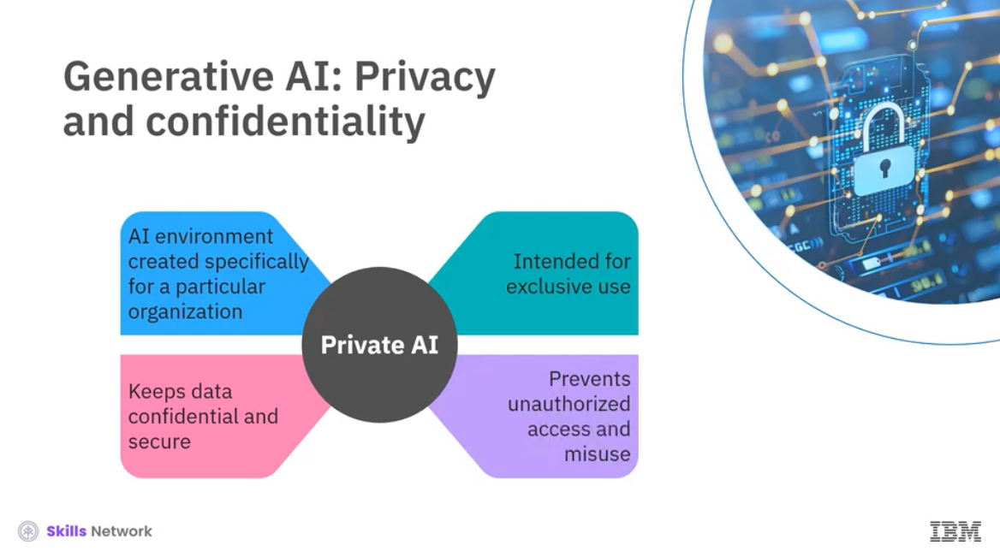 Generative AI: Privacy
and confidentiality
AI environment
created specifically
for a particular
organization
Intended for
exclusive use
Private AI
Keeps data
confidential and
secure
Prevents
unauthorized
access and
misuse
Skills Network
IBM